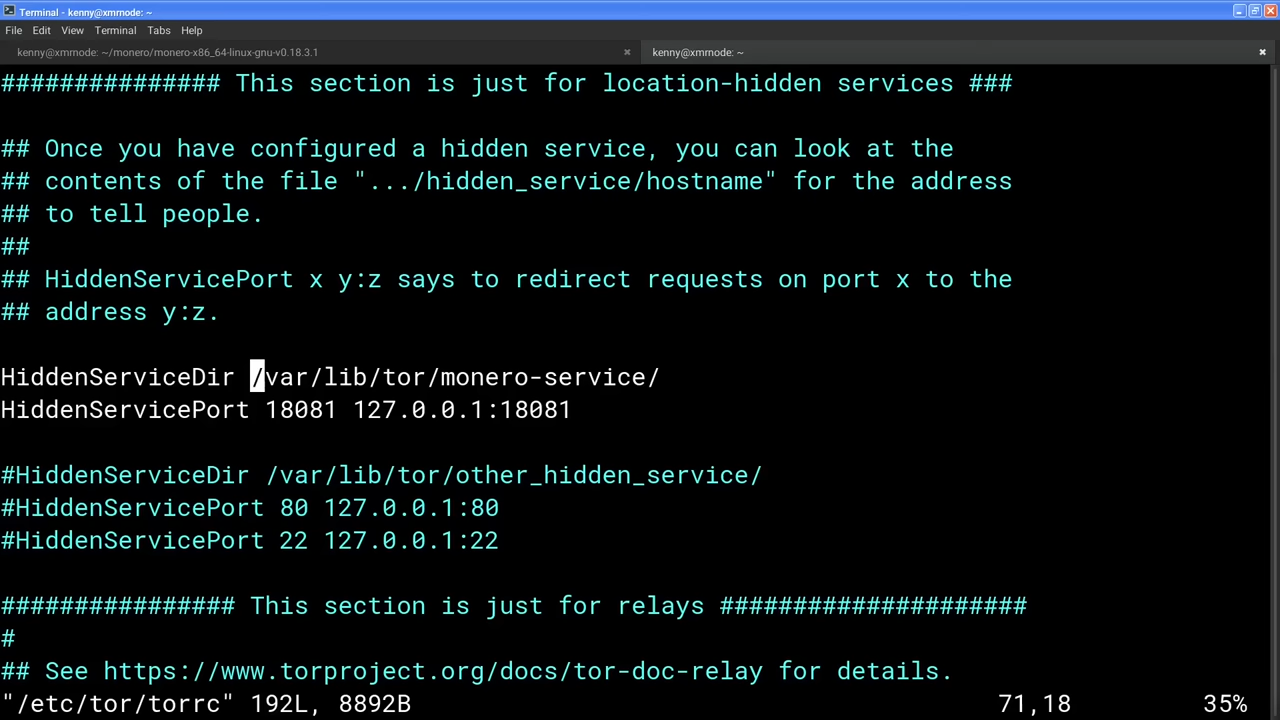 Terminal - kenny@xmrnode: ~
File Edit View Terminal Tabs Help
kenny@xmrnode: ~/monero/monero-x86_64-linux-gnu-v0.18.3.1 × kenny@xmrnode: ~ ×
############### This section is just for location-hidden services ###
## Once you have configured a hidden service, you can look at the
## contents of the file ".../hidden_service/hostname" for the address
## to tell people.
##
## HiddenServicePort x y:z says to redirect requests on port x to the
## address y:z.
HiddenServiceDir /var/lib/tor/monero-service/
HiddenServicePort 18081 127.0.0.1:18081
#HiddenServiceDir /var/lib/tor/other_hidden_service/
#HiddenServicePort 80 127.0.0.1:80
#HiddenServicePort 22 127.0.0.1:22
################ This section is just for relays #####################
#
## See https://www.torproject.org/docs/tor-doc-relay for details.
"/etc/tor/torrc" 192L, 8892B 71,18 35%